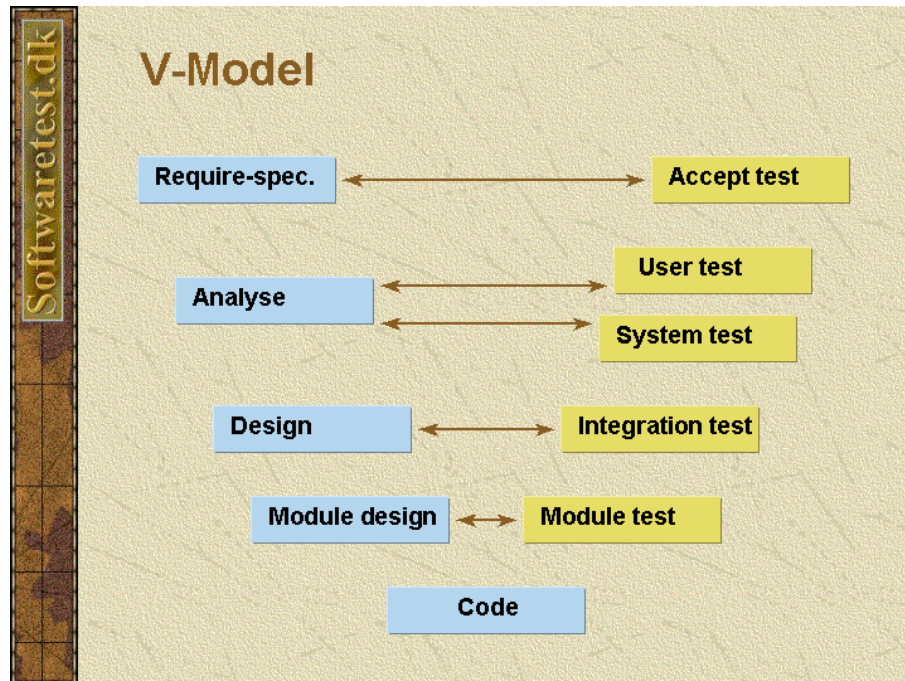 Softwaretest.dk
V-Model
Require-spec.
Accept test
User test
Analyse
System test
Design
Integration test
Module design
Module test
Code